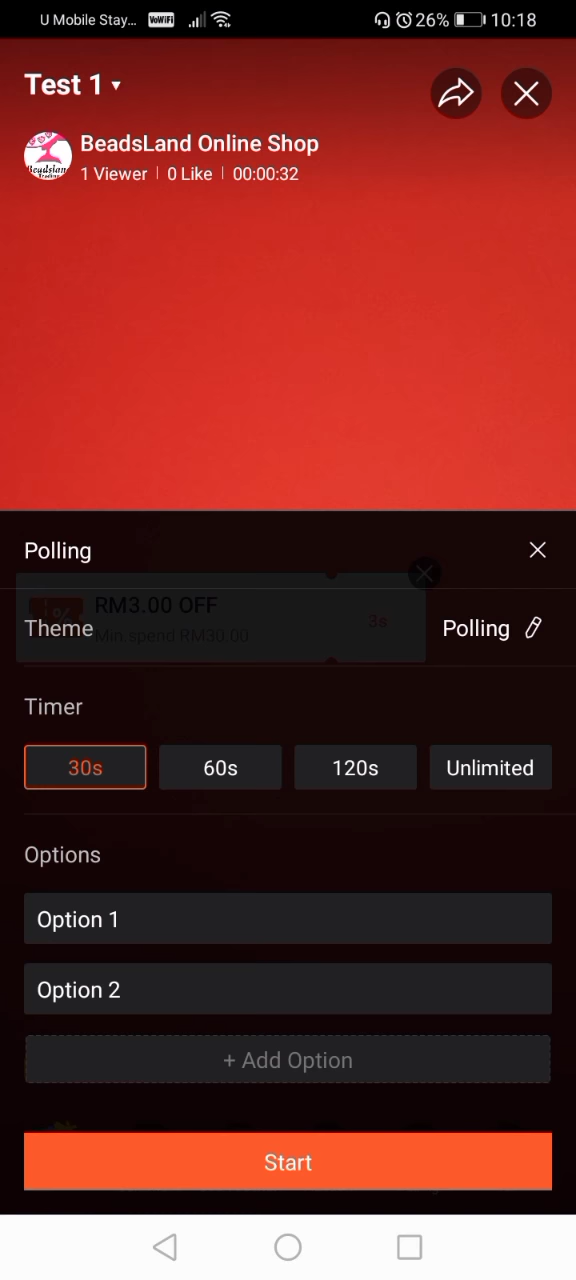 U Mobile Stay... VoWiFi 26% 10:18
Test 1
BeadsLand Online Shop
1 Viewer | 0 Like | 00:00:32
Polling
RM3.00 OFF
Theme
Min. spend RM30.00
3s
Polling
Timer
30s 60s 120s Unlimited
Options
Option 1
Option 2
+ Add Option
Start